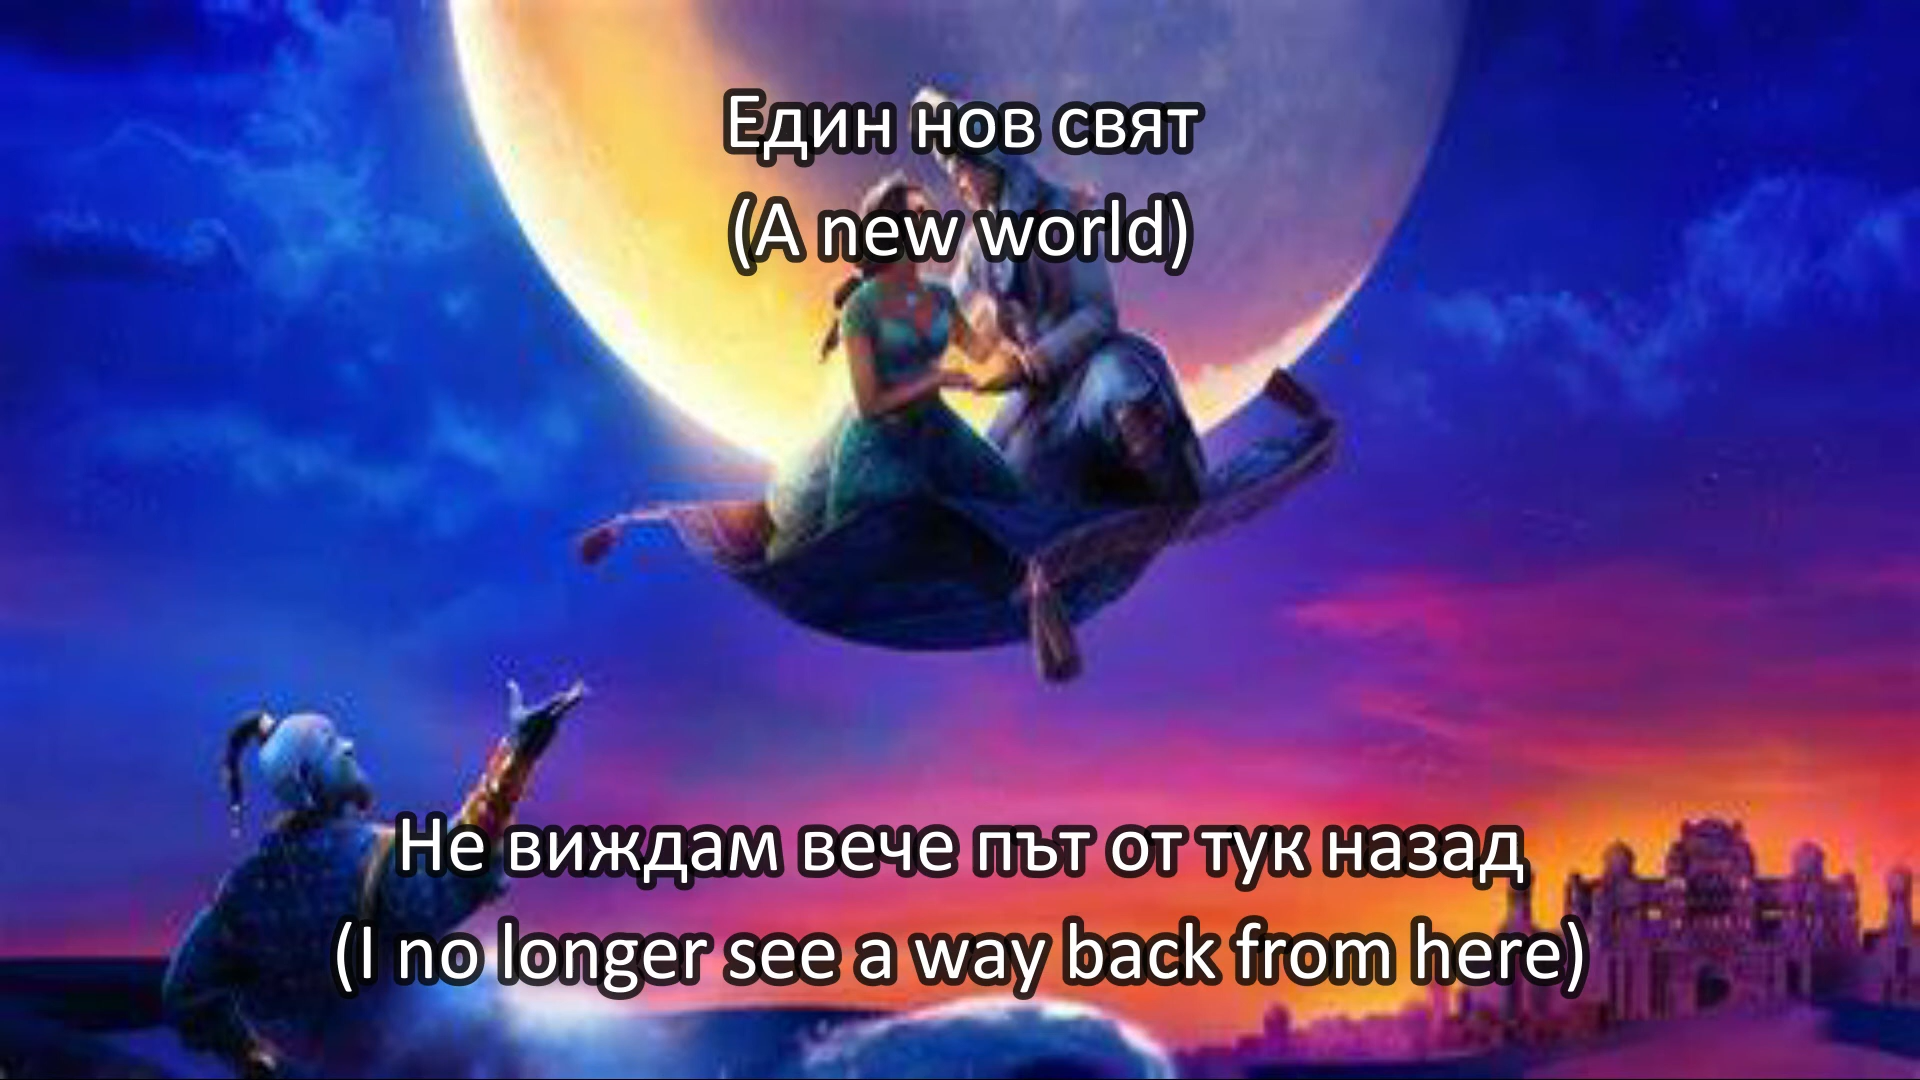 Един нов свят
(A new world)
Не виждам вече път от тук назад
(I no longer see a way back from here)